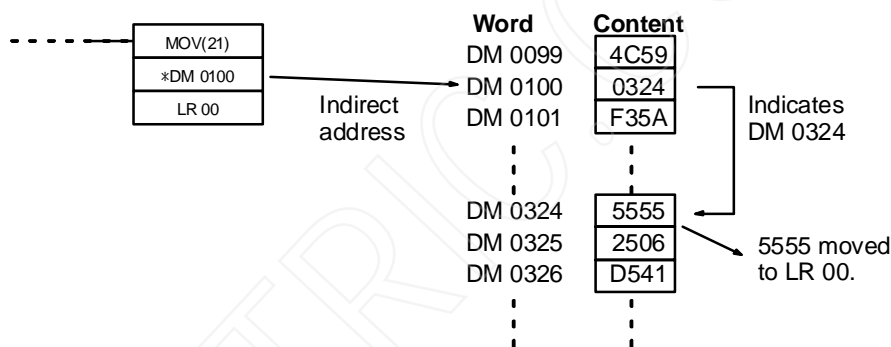 MOV(21)
*DM 0100
LR 00
Indirect
address
Word Content
DM 0099 4C59
DM 0100 0324
DM 0101 F35A
Indicates
DM 0324
DM 0324 5555
DM 0325 2506
DM 0326 D541
5555 moved
to LR 00.